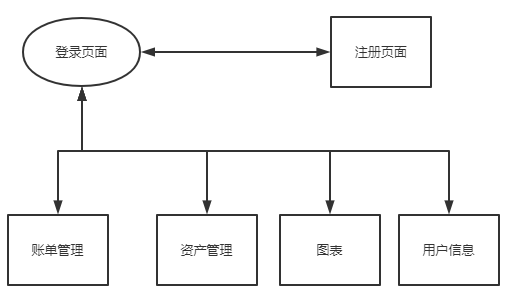 登录页面
注册页面
账单管理
资产管理
图表
用户信息